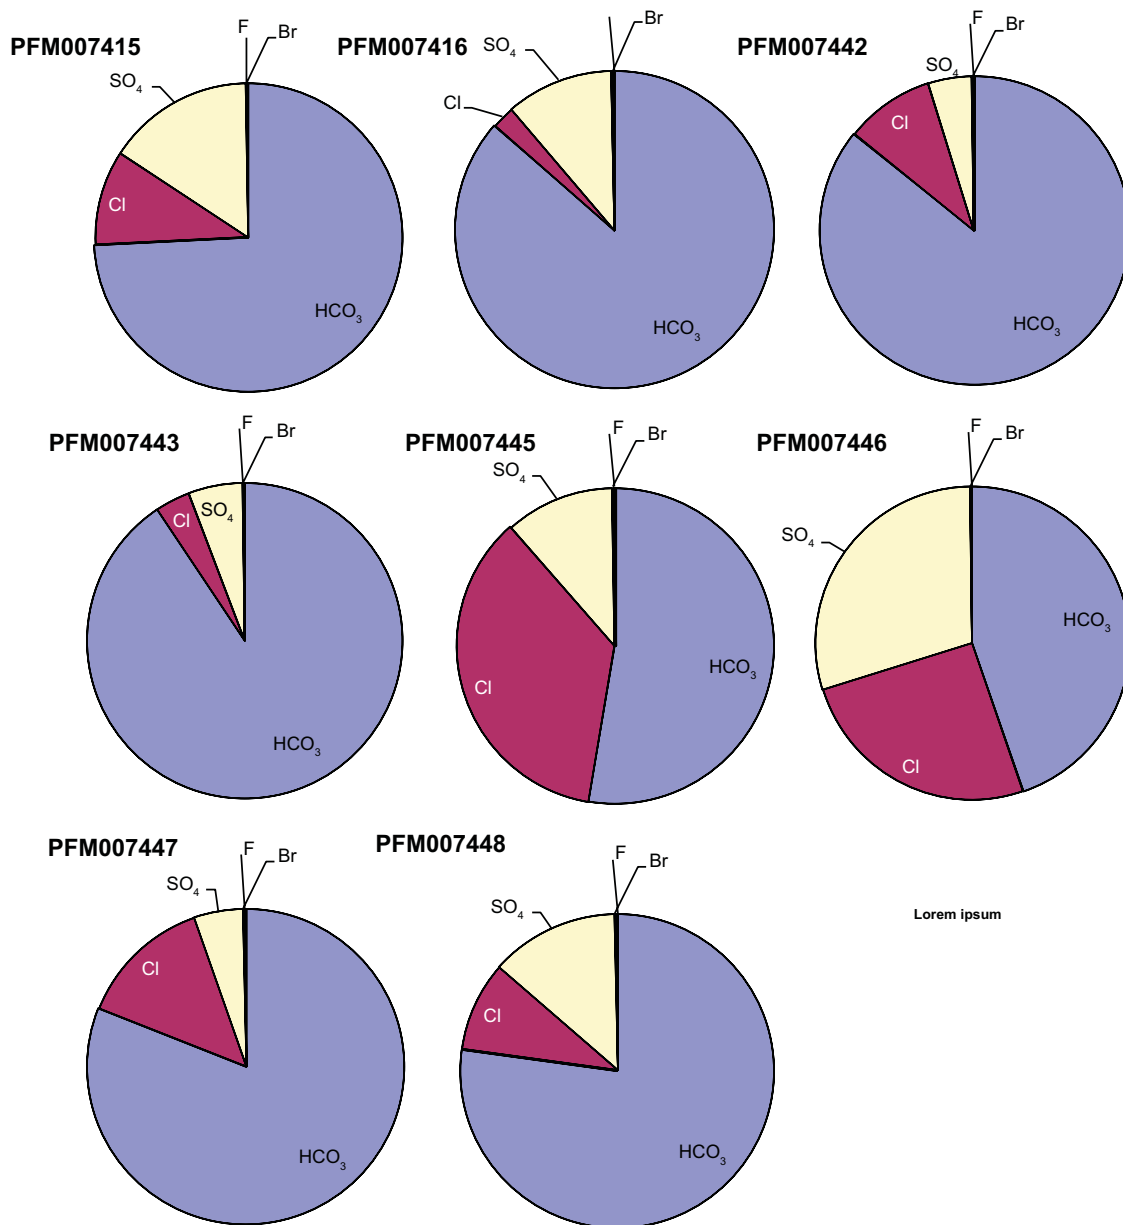 PFM007415
F
Br
SO₄
Cl
HCO₃
PFM007416
Br
SO₄
Cl
HCO₃
PFM007442
F
Br
SO₄
Cl
HCO₃
PFM007443
F
Br
Cl
SO₄
HCO₃
PFM007445
F
Br
SO₄
Cl
HCO₃
PFM007446
F
Br
SO₄
Cl
HCO₃
PFM007447
F
Br
SO₄
Cl
HCO₃
PFM007448
F
Br
SO₄
Cl
HCO₃
Lorem ipsum